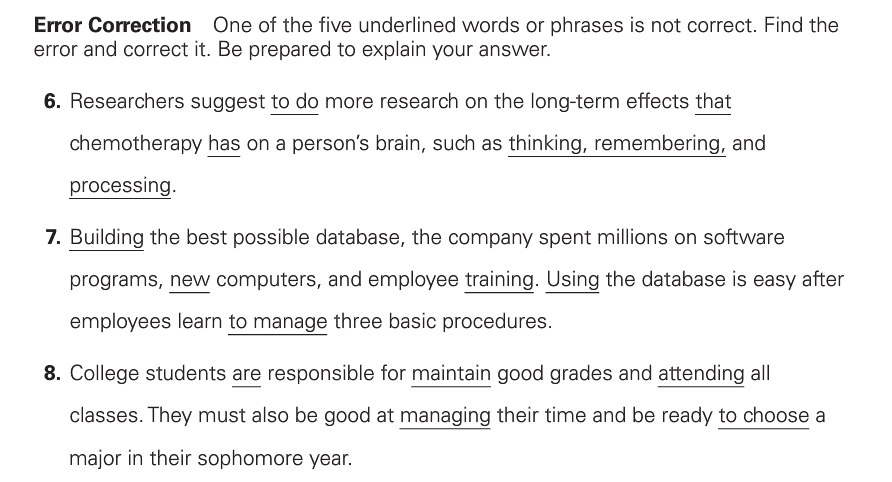 Error Correction One of the five underlined words or phrases is not correct. Find the
error and correct it. Be prepared to explain your answer.
6. Researchers suggest to do more research on the long-term effects that
chemotherapy has on a person's brain, such as thinking, remembering, and
processing.
7. Building the best possible database, the company spent millions on software
programs, new computers, and employee training. Using the database is easy after
employees learn to manage three basic procedures.
8. College students are responsible for maintain good grades and attending all
classes. They must also be good at managing their time and be ready to choose a
major in their sophomore year.